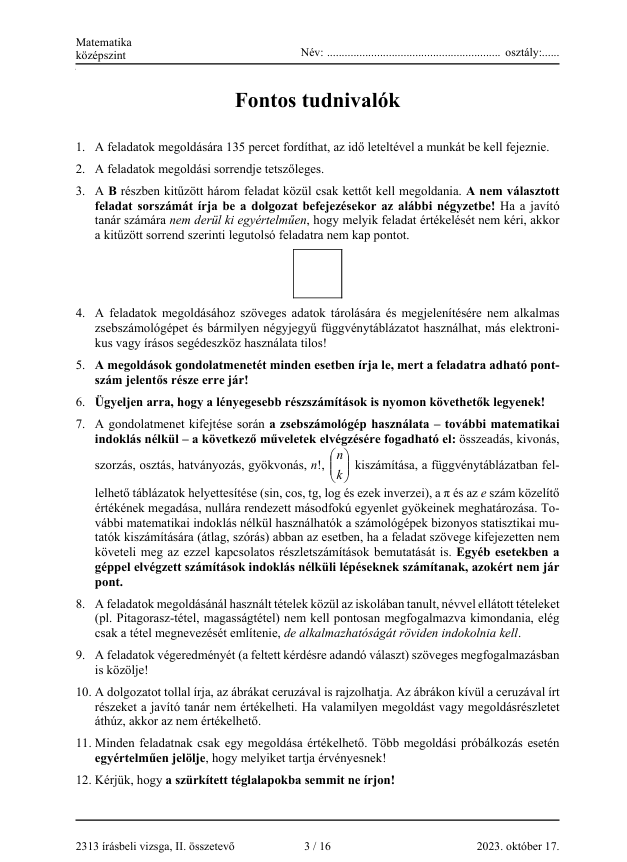 Matematika
középszint
Név: ............................................................ osztály:......
Fontos tudnivalók
1. A feladatok megoldására 135 percet fordíthat, az idő leteltével a munkát be kell fejeznie.
2. A feladatok megoldási sorrendje tetszőleges.
3. A B részben kitűzött három feladat közül csak kettőt kell megoldania. A nem választott
feladat sorszámát írja be a dolgozat befejezésekor az alábbi négyzetbe! Ha a javító
tanár számára nem derül ki egyértelműen, hogy melyik feladat értékelését nem kéri, akkor
a kitűzött sorrend szerinti legutolsó feladatra nem kap pontot.
4. A feladatok megoldásához szöveges adatok tárolására és megjelenítésére nem alkalmas
zsebszámológépet és bármilyen négyjegyű függvénytáblázatot használhat, más elektroni-
kus vagy írásos segédeszköz használata tilos!
5. A megoldások gondolatmenetét minden esetben írja le, mert a feladatra adható pont-
szám jelentős része erre jár!
6. Ügyeljen arra, hogy a lényegesebb részszámítások is nyomon követhetők legyenek!
7. A gondolatmenet kifejtése során a zsebszámológép használata – további matematikai
indoklás nélkül – a következő műveletek elvégzésére fogadható el: összeadás, kivonás,
szorzás, osztás, hatványozás, gyökvonás, n!, (n k) kiszámítása, a függvénytáblázatban fel-
lelhető táblázatok helyettesítése (sin, cos, tg, log és ezek inverzei), a π és az e szám közelítő
értékének megadása, nullára rendezett másodfokú egyenlet gyökeinek meghatározása. To-
vábbi matematikai indoklás nélkül használhatók a számológépek bizonyos statisztikai mu-
tatók kiszámítására (átlag, szórás) abban az esetben, ha a feladat szövege kifejezetten nem
követeli meg az ezzel kapcsolatos részletszámítások bemutatását is. Egyéb esetekben a
géppel elvégzett számítások indoklás nélküli lépéseknek számítanak, azokért nem jár
pont.
8. A feladatok megoldásánál használt tételek közül az iskolában tanult, névvel ellátott tételeket
(pl. Pitagorasz-tétel, magasságtétel) nem kell pontosan megfogalmazva kimondania, elég
csak a tétel megnevezését említenie, de alkalmazhatóságát röviden indokolnia kell.
9. A feladatok végeredményét (a feltett kérdésre adandó választ) szöveges megfogalmazásban
is közölje!
10. A dolgozatot tollal írja, az ábrákat ceruzával is rajzolhatja. Az ábrákon kívül a ceruzával írt
részeket a javító tanár nem értékelheti. Ha valamilyen megoldást vagy megoldásrészletet
áthúz, akkor az nem értékelhető.
11. Minden feladatnak csak egy megoldása értékelhető. Több megoldási próbálkozás esetén
egyértelműen jelölje, hogy melyiket tartja érvényesnek!
12. Kérjük, hogy a szürkített téglalapokba semmit ne írjon!
2313 írásbeli vizsga, II. összetevő
3 / 16
2023. október 17.